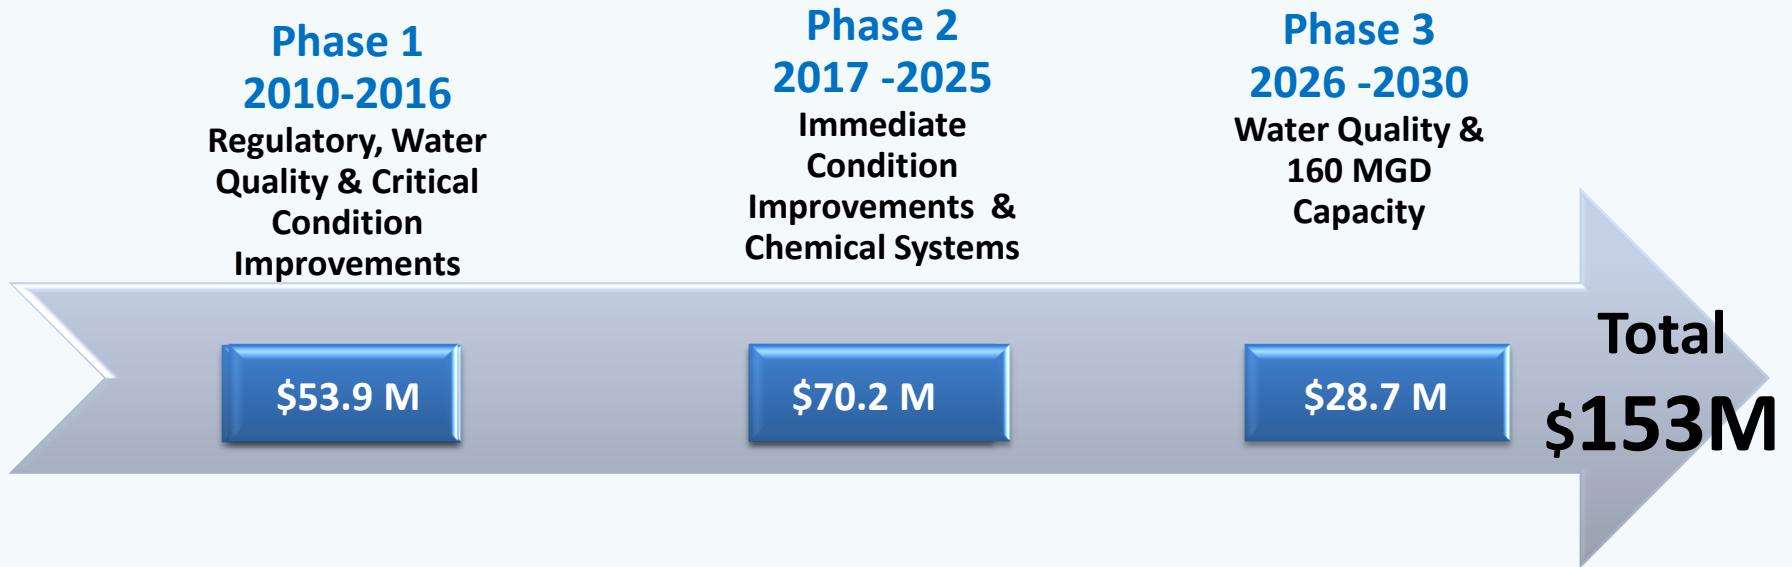 Phase 1
2010-2016
Regulatory, Water
Quality & Critical
Condition
Improvements
$53.9 M
Phase 2
2017 -2025
Immediate
Condition
Improvements &
Chemical Systems
$70.2 M
Phase 3
2026 -2030
Water Quality &
160 MGD
Capacity
$28.7 M
Total
$153M